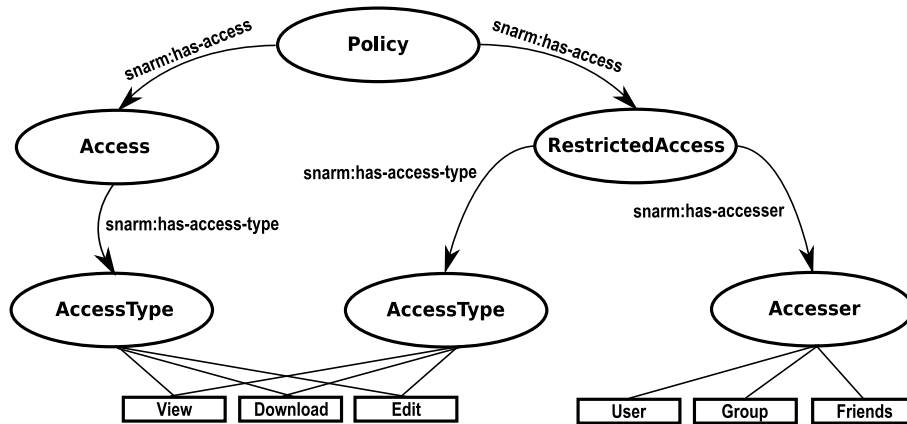 Policy
snarm:has-access
snarm:has-access
Access
RestrictedAccess
snarm:has-access-type
snarm:has-access-type
snarm:has-accesser
AccessType
AccessType
Accesser
View
Download
Edit
User
Group
Friends